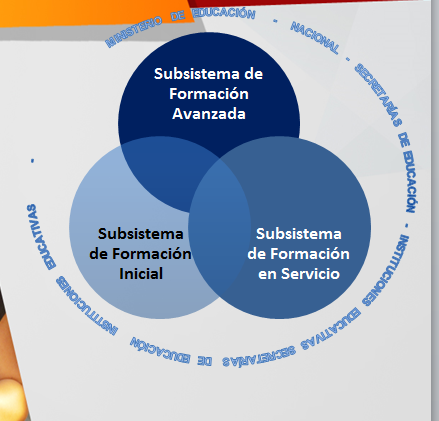 MINISTERIO DE EDUCACIÓN - NACIONAL - SECRETARÍAS DE EDUCACIÓN - INSTITUCIONES EDUCATIVAS SECRETARÍAS DE EDUCACIÓN INSTITUCIONES EDUCATIVAS -
Subsistema de
Formación
Avanzada
Subsistema
de Formación
Inicial
Subsistema
de Formación
en Servicio